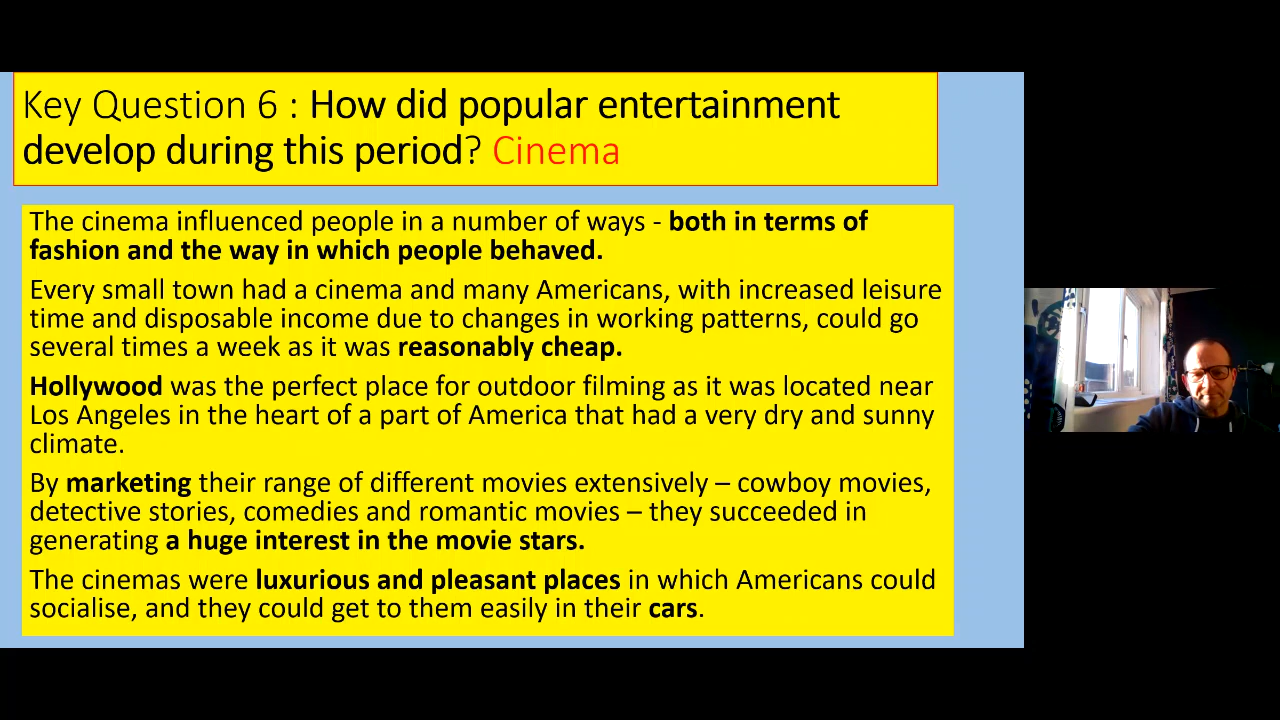 Key Question 6 : How did popular entertainment
develop during this period? Cinema
The cinema influenced people in a number of ways - both in terms of
fashion and the way in which people behaved.
Every small town had a cinema and many Americans, with increased leisure
time and disposable income due to changes in working patterns, could go
several times a week as it was reasonably cheap.
Hollywood was the perfect place for outdoor filming as it was located near
Los Angeles in the heart of a part of America that had a very dry and sunny
climate.
By marketing their range of different movies extensively – cowboy movies,
detective stories, comedies and romantic movies – they succeeded in
generating a huge interest in the movie stars.
The cinemas were luxurious and pleasant places in which Americans could
socialise, and they could get to them easily in their cars.